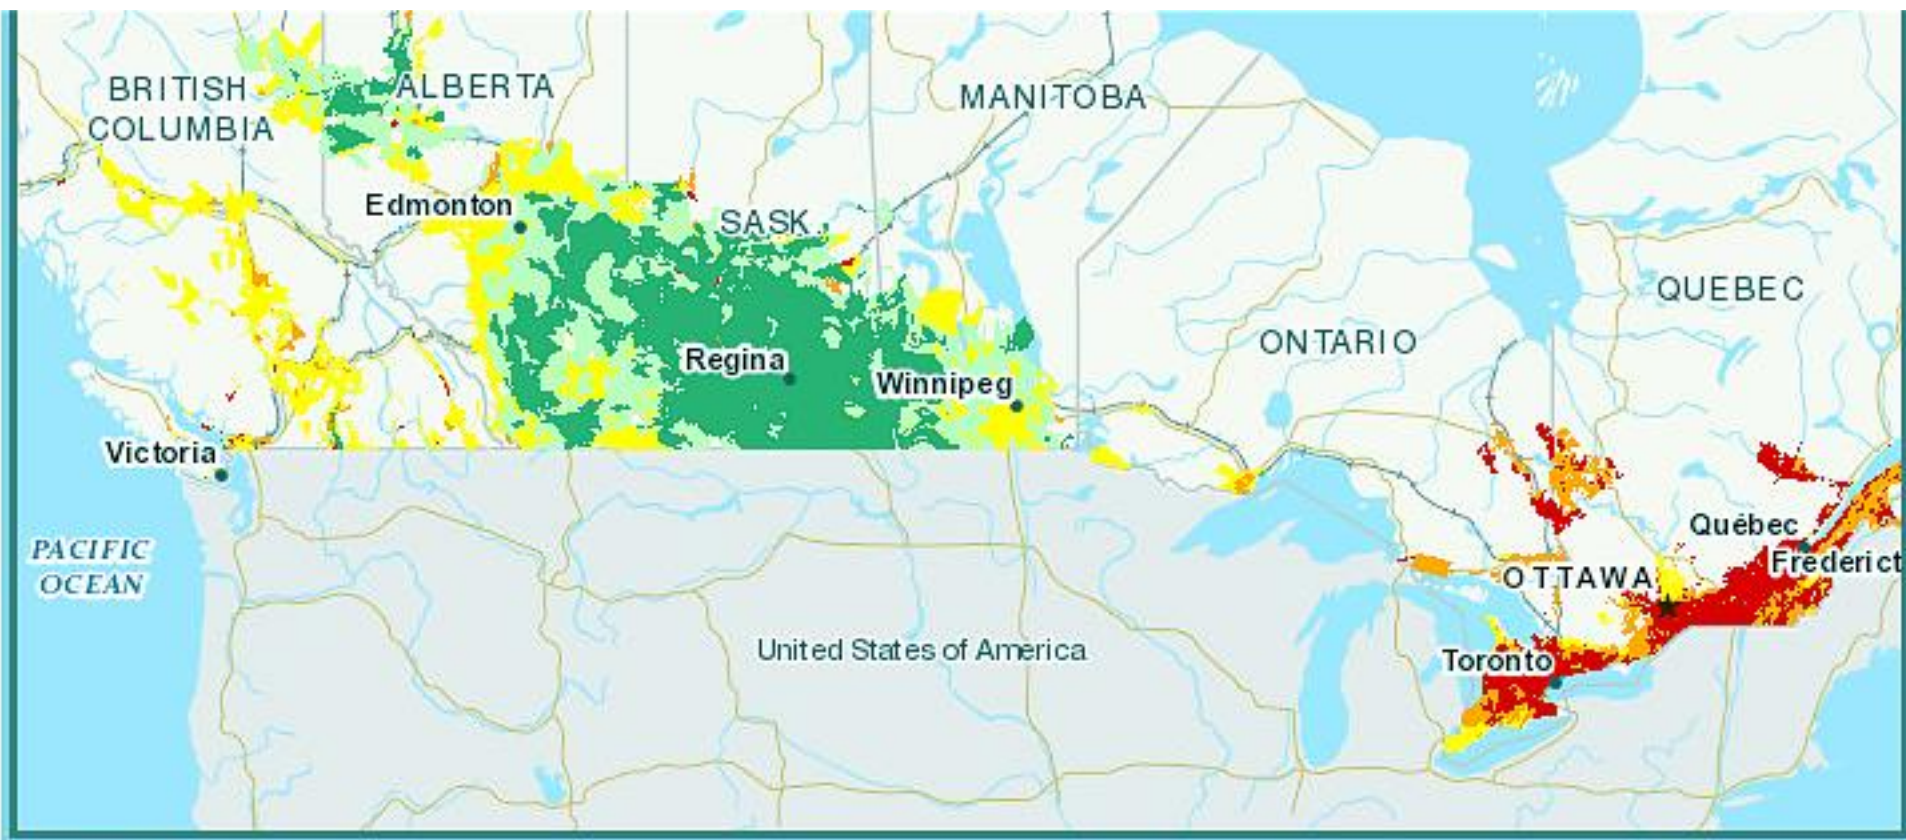 BRITISH
COLUMBIA
ALBERTA
MANITOBA
Edmonton
SASK.
QUEBEC
ONTARIO
Regina
Winnipeg
Victoria
Québec
PACIFIC
OCEAN
Frederict
OTTAWA
United States of America
Toronto